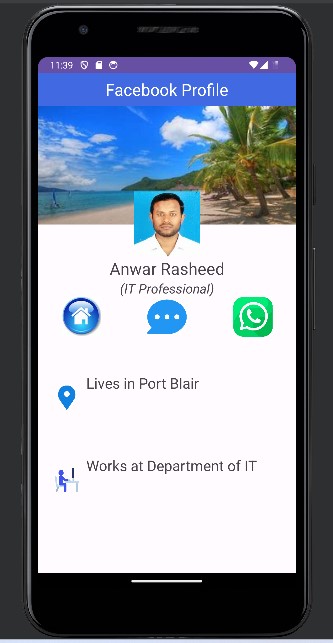 11:39
Facebook Profile
Anwar Rasheed
(IT Professional)
Lives in Port Blair
Works at Department of IT